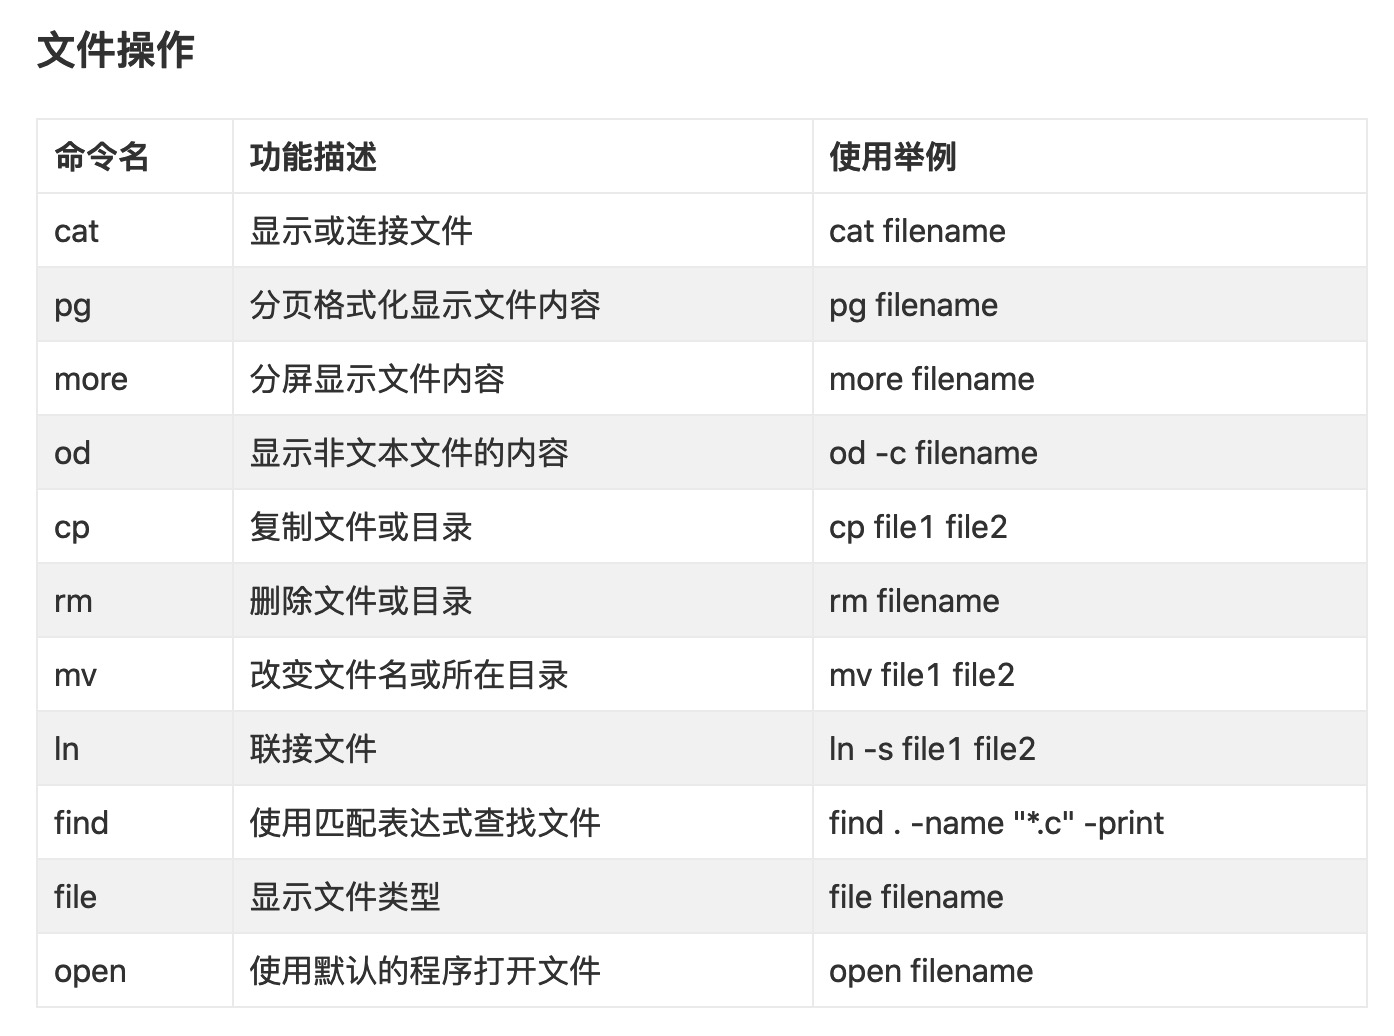 文件操作
命令名 功能描述 使用举例
cat 显示或连接文件 cat filename
pg 分页格式化显示文件内容 pg filename
more 分屏显示文件内容 more filename
od 显示非文本文件的内容 od -c filename
cp 复制文件或目录 cp file1 file2
rm 删除文件或目录 rm filename
mv 改变文件名或所在目录 mv file1 file2
ln 联接文件 ln -s file1 file2
find 使用匹配表达式查找文件 find . -name "*.c" -print
file 显示文件类型 file filename
open 使用默认的程序打开文件 open filename